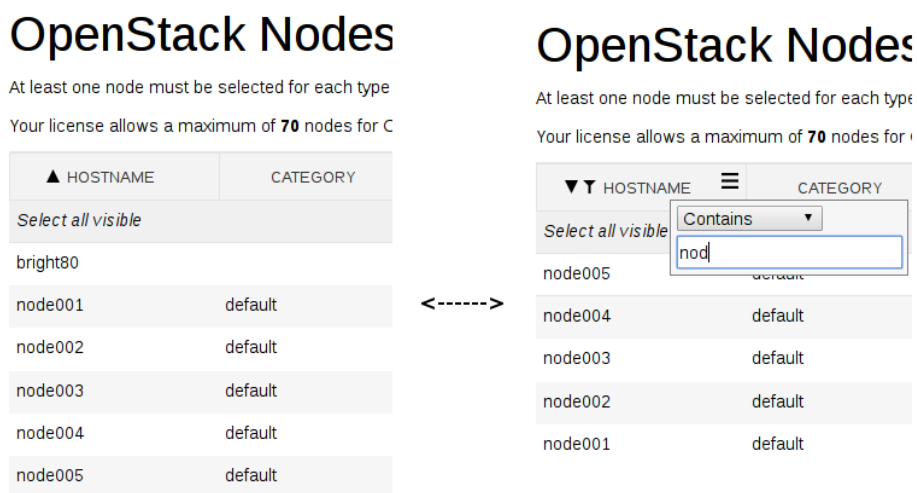 OpenStack Nodes
At least one node must be selected for each type
Your license allows a maximum of 70 nodes for C
▲ HOSTNAME CATEGORY
Select all visible
bright80
node001 default
node002 default
node003 default
node004 default
node005 default
<------>
OpenStack Nodes
At least one node must be selected for each type
Your license allows a maximum of 70 nodes for
▼ HOSTNAME ☰ CATEGORY
Contains ▼
Select all visible
nod
node005 default
node004 default
node003 default
node002 default
node001 default